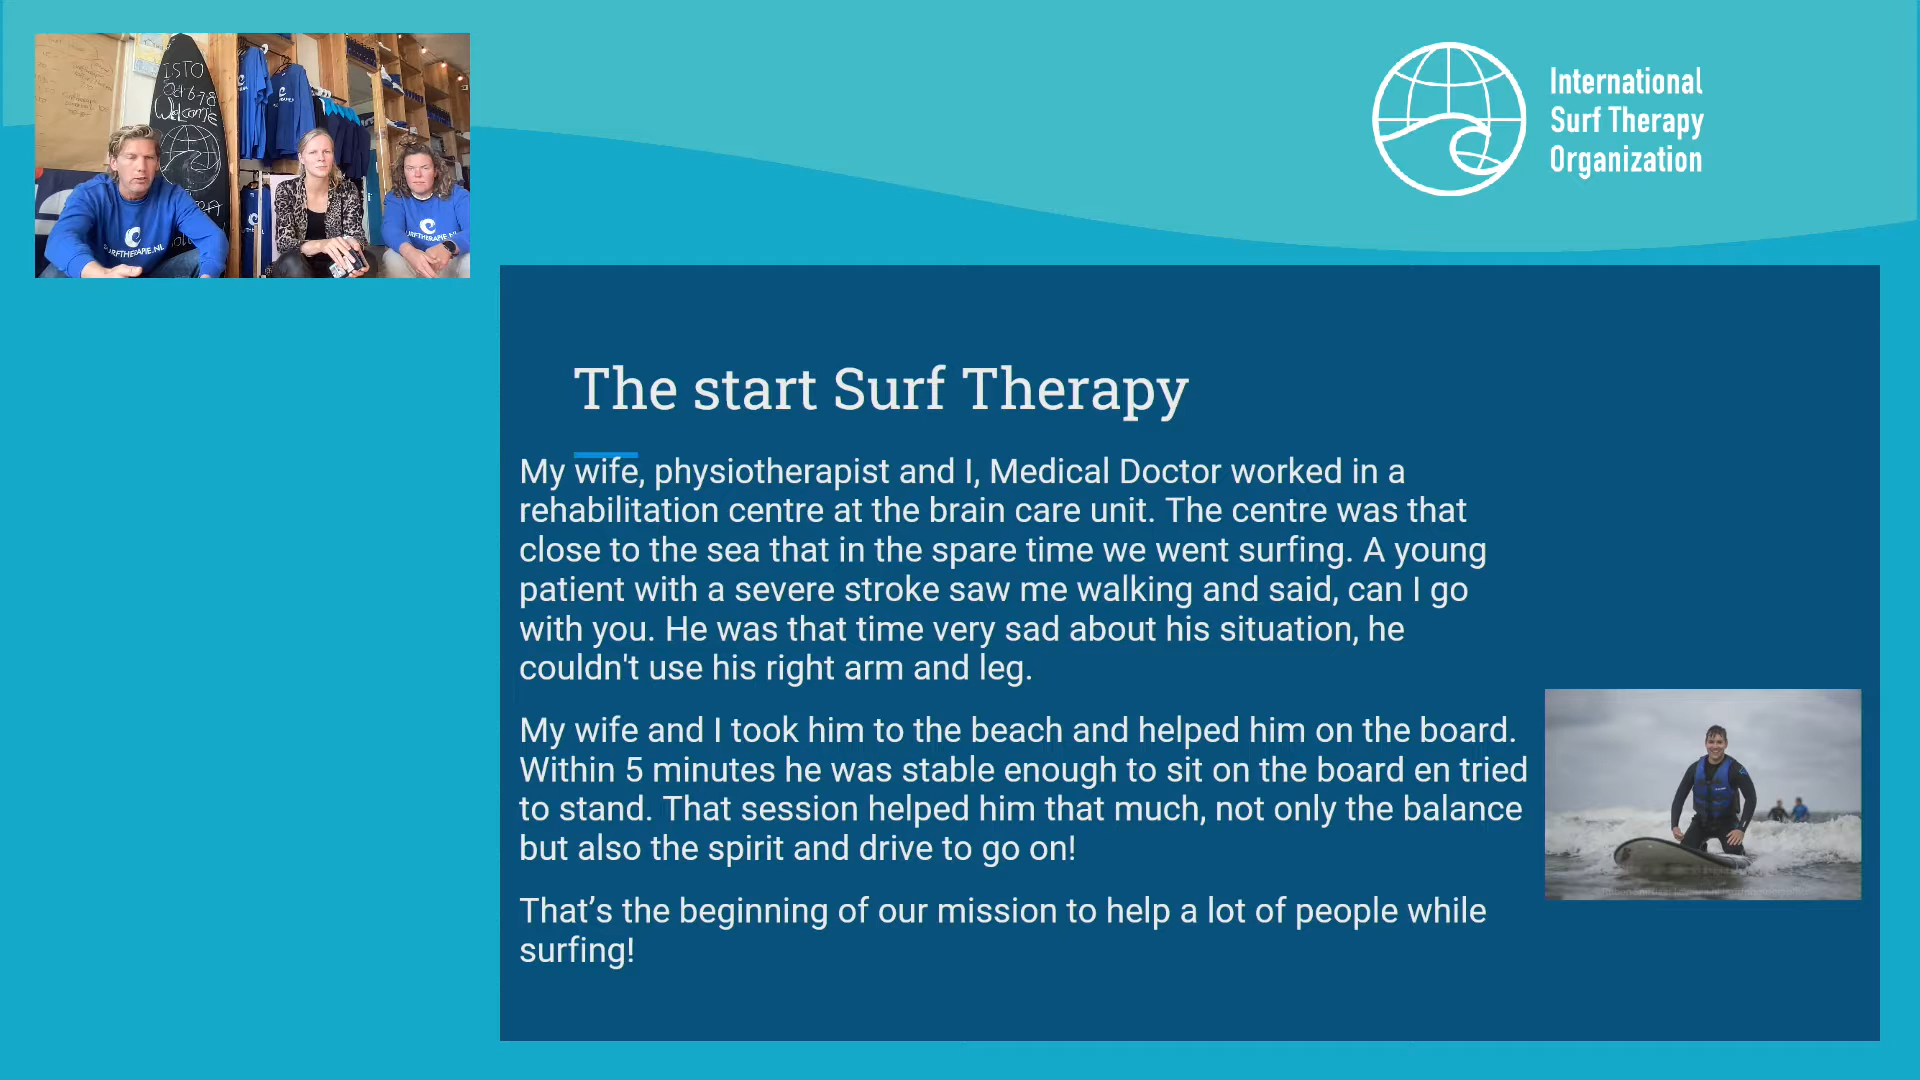 ISTO
Oct 6-7-8
Welcome
SURFTHERAPIE.NL
International
Surf Therapy
Organization
The start Surf Therapy
My wife, physiotherapist and I, Medical Doctor worked in a
rehabilitation centre at the brain care unit. The centre was that
close to the sea that in the spare time we went surfing. A young
patient with a severe stroke saw me walking and said, can I go
with you. He was that time very sad about his situation, he
couldn't use his right arm and leg.
My wife and I took him to the beach and helped him on the board.
Within 5 minutes he was stable enough to sit on the board en tried
to stand. That session helped him that much, not only the balance
but also the spirit and drive to go on!
That’s the beginning of our mission to help a lot of people while
surfing!